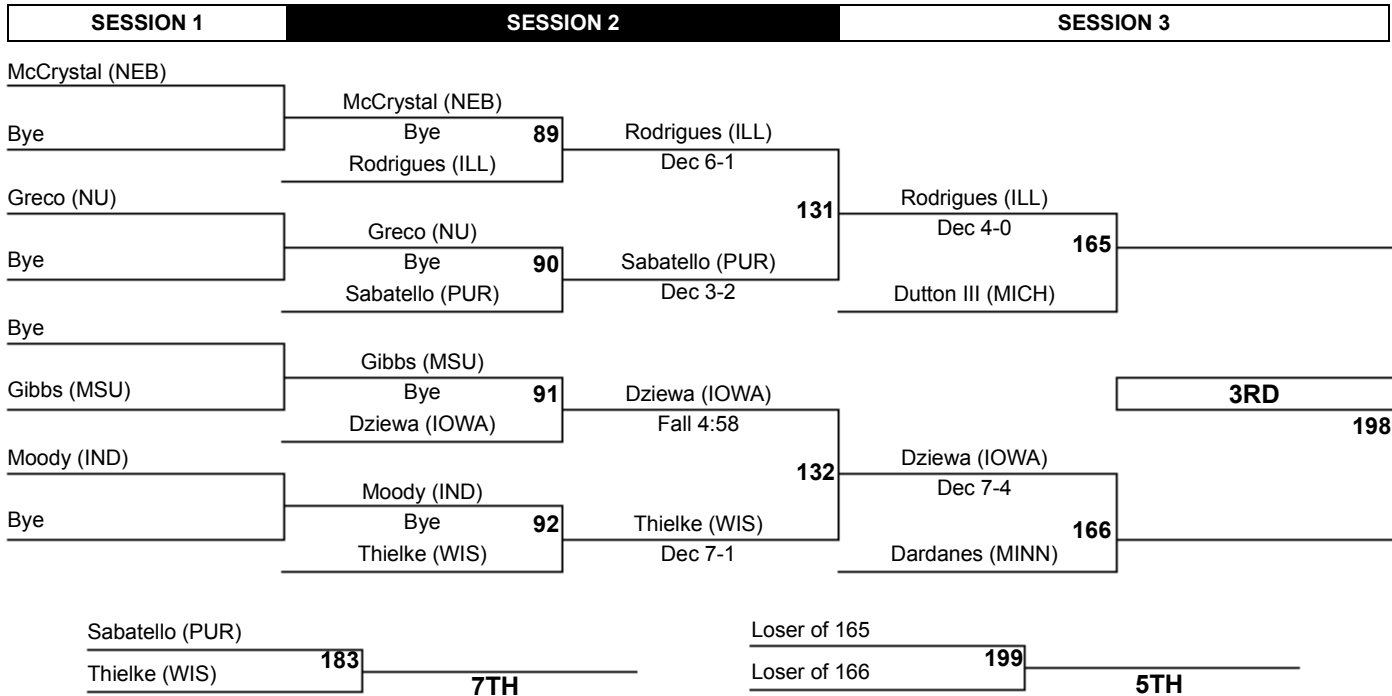 SESSION 1 SESSION 2 SESSION 3
McCrystal (NEB)
McCrystal (NEB)
Bye
Bye 89
Rodrigues (ILL)
Rodrigues (ILL)
Dec 6-1
Greco (NU)
Rodrigues (ILL)
131
Dec 4-0
Greco (NU)
165
Bye
Bye 90
Sabatello (PUR)
Sabatello (PUR)
Dec 3-2
Dutton III (MICH)
Bye
Gibbs (MSU)
Gibbs (MSU)
Bye 91
Dziewa (IOWA)
3RD
Dziewa (IOWA)
Fall 4:58
198
Moody (IND)
Dziewa (IOWA)
132
Dec 7-4
Moody (IND)
Bye
Bye 92
Thielke (WIS)
166
Thielke (WIS)
Dec 7-1
Dardanes (MINN)
Sabatello (PUR)
183
Thielke (WIS)
7TH
Loser of 165
199
Loser of 166
5TH